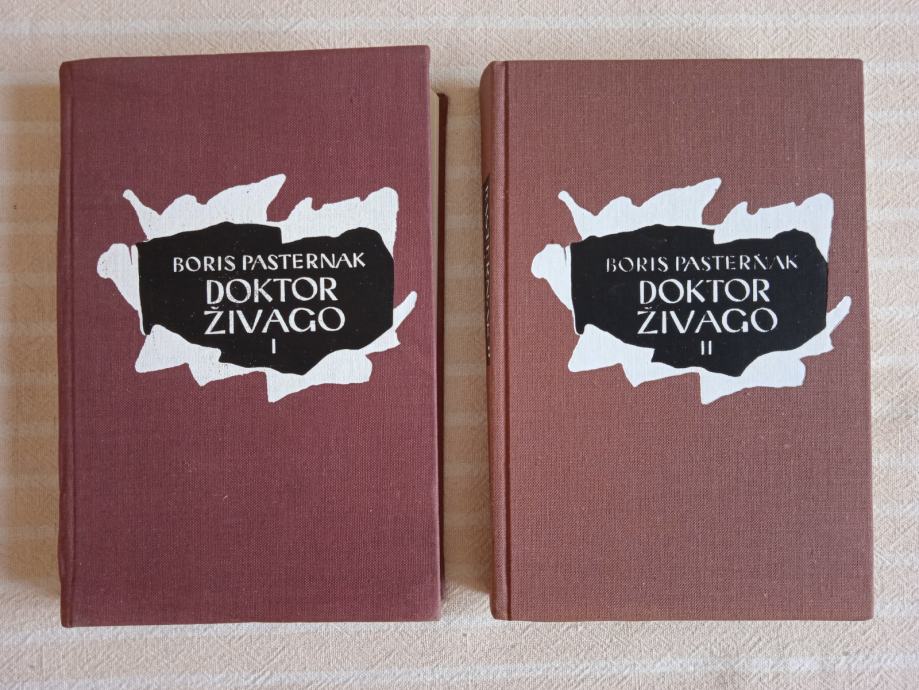 BORIS PASTERNAK
DOKTOR
ŽIVAGO
I
BORIS PASTERNAK
DOKTOR
ŽIVAGO
II